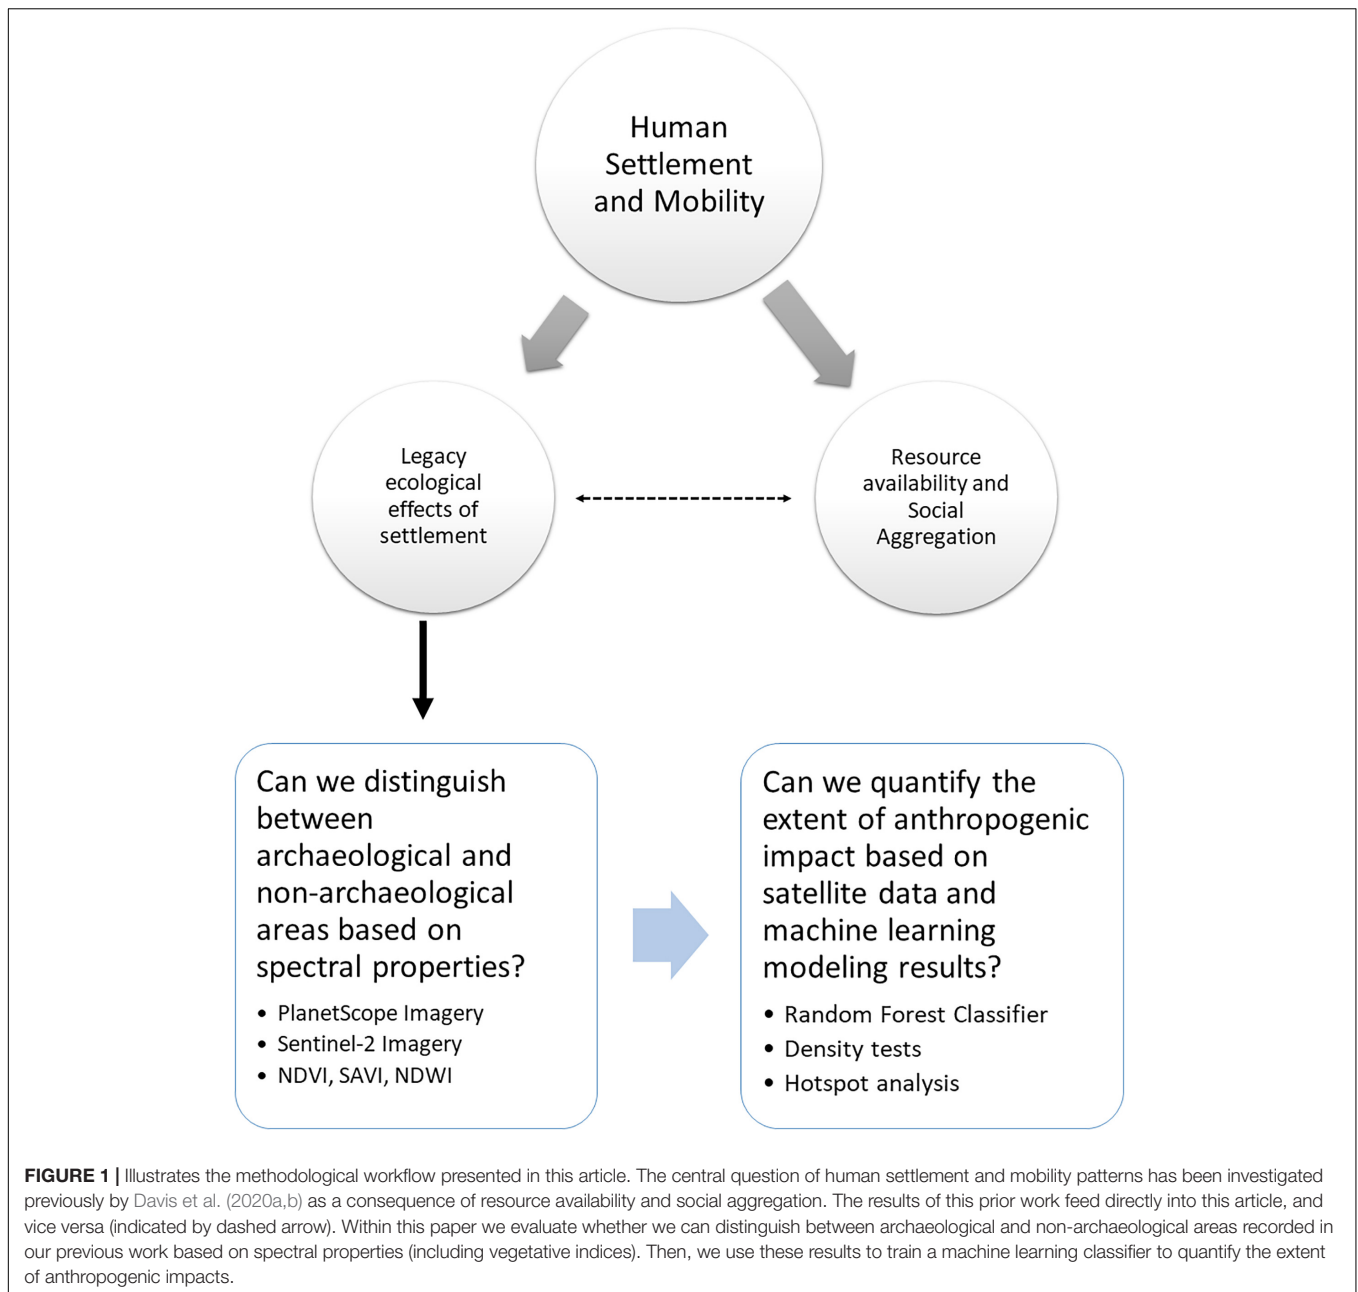 Human
Settlement
and Mobility
Legacy
ecological
effects of
settlement
Resource
availability and
Social
Aggregation
Can we distinguish
between
archaeological and
non-archaeological
areas based on
spectral properties?
• PlanetScope Imagery
• Sentinel-2 Imagery
• NDVI, SAVI, NDWI
Can we quantify the
extent of anthropogenic
impact based on
satellite data and
machine learning
modeling results?
• Random Forest Classifier
• Density tests
• Hotspot analysis
FIGURE 1 | Illustrates the methodological workflow presented in this article. The central question of human settlement and mobility patterns has been investigated
previously by Davis et al. (2020a,b) as a consequence of resource availability and social aggregation. The results of this prior work feed directly into this article, and
vice versa (indicated by dashed arrow). Within this paper we evaluate whether we can distinguish between archaeological and non-archaeological areas recorded in
our previous work based on spectral properties (including vegetative indices). Then, we use these results to train a machine learning classifier to quantify the extent
of anthropogenic impacts.